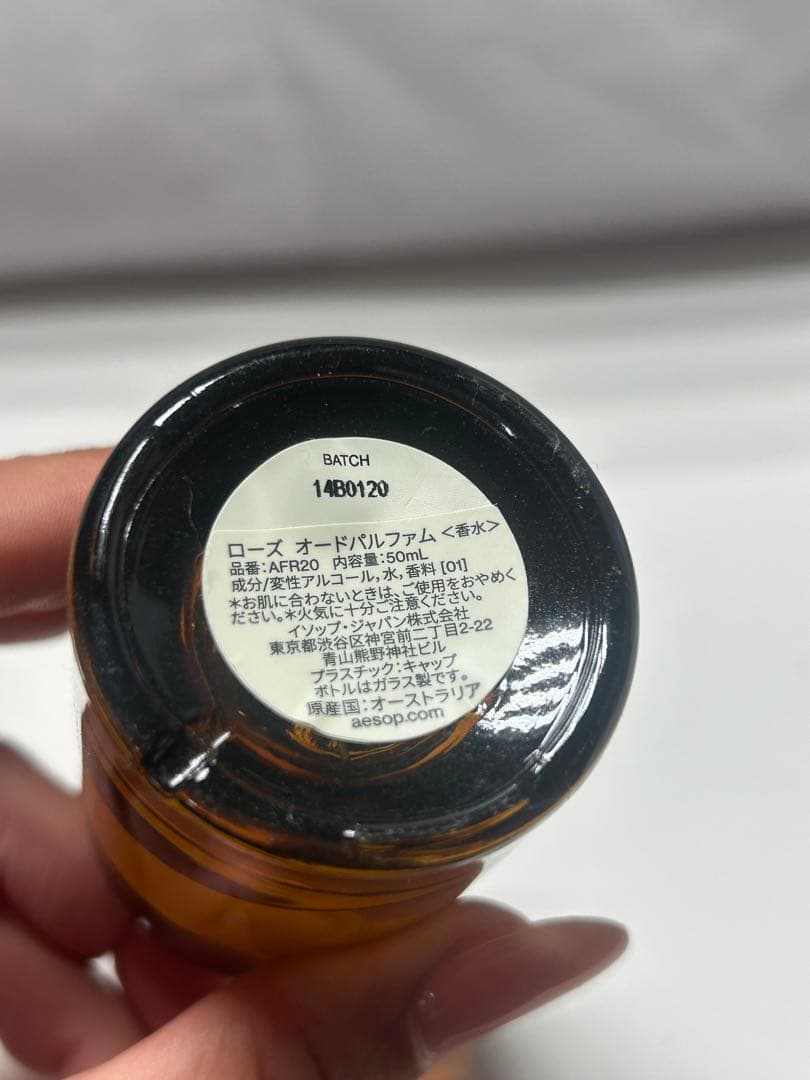 BATCH
14B0120
ローズ オードパルファム <香水>
品番:AFR20 内容量:50mL
成分/変性アルコール,水,香料 [01]
*お肌に合わないときは、ご使用をおやめく
ださい。*火気に十分ご注意ください。
イソップ・ジャパン株式会社
東京都渋谷区神宮前二丁目2-22
青山熊野神社ビル
プラスチック:キャップ
ボトルはガラス製です。
原産国:オーストラリア
aesop.com